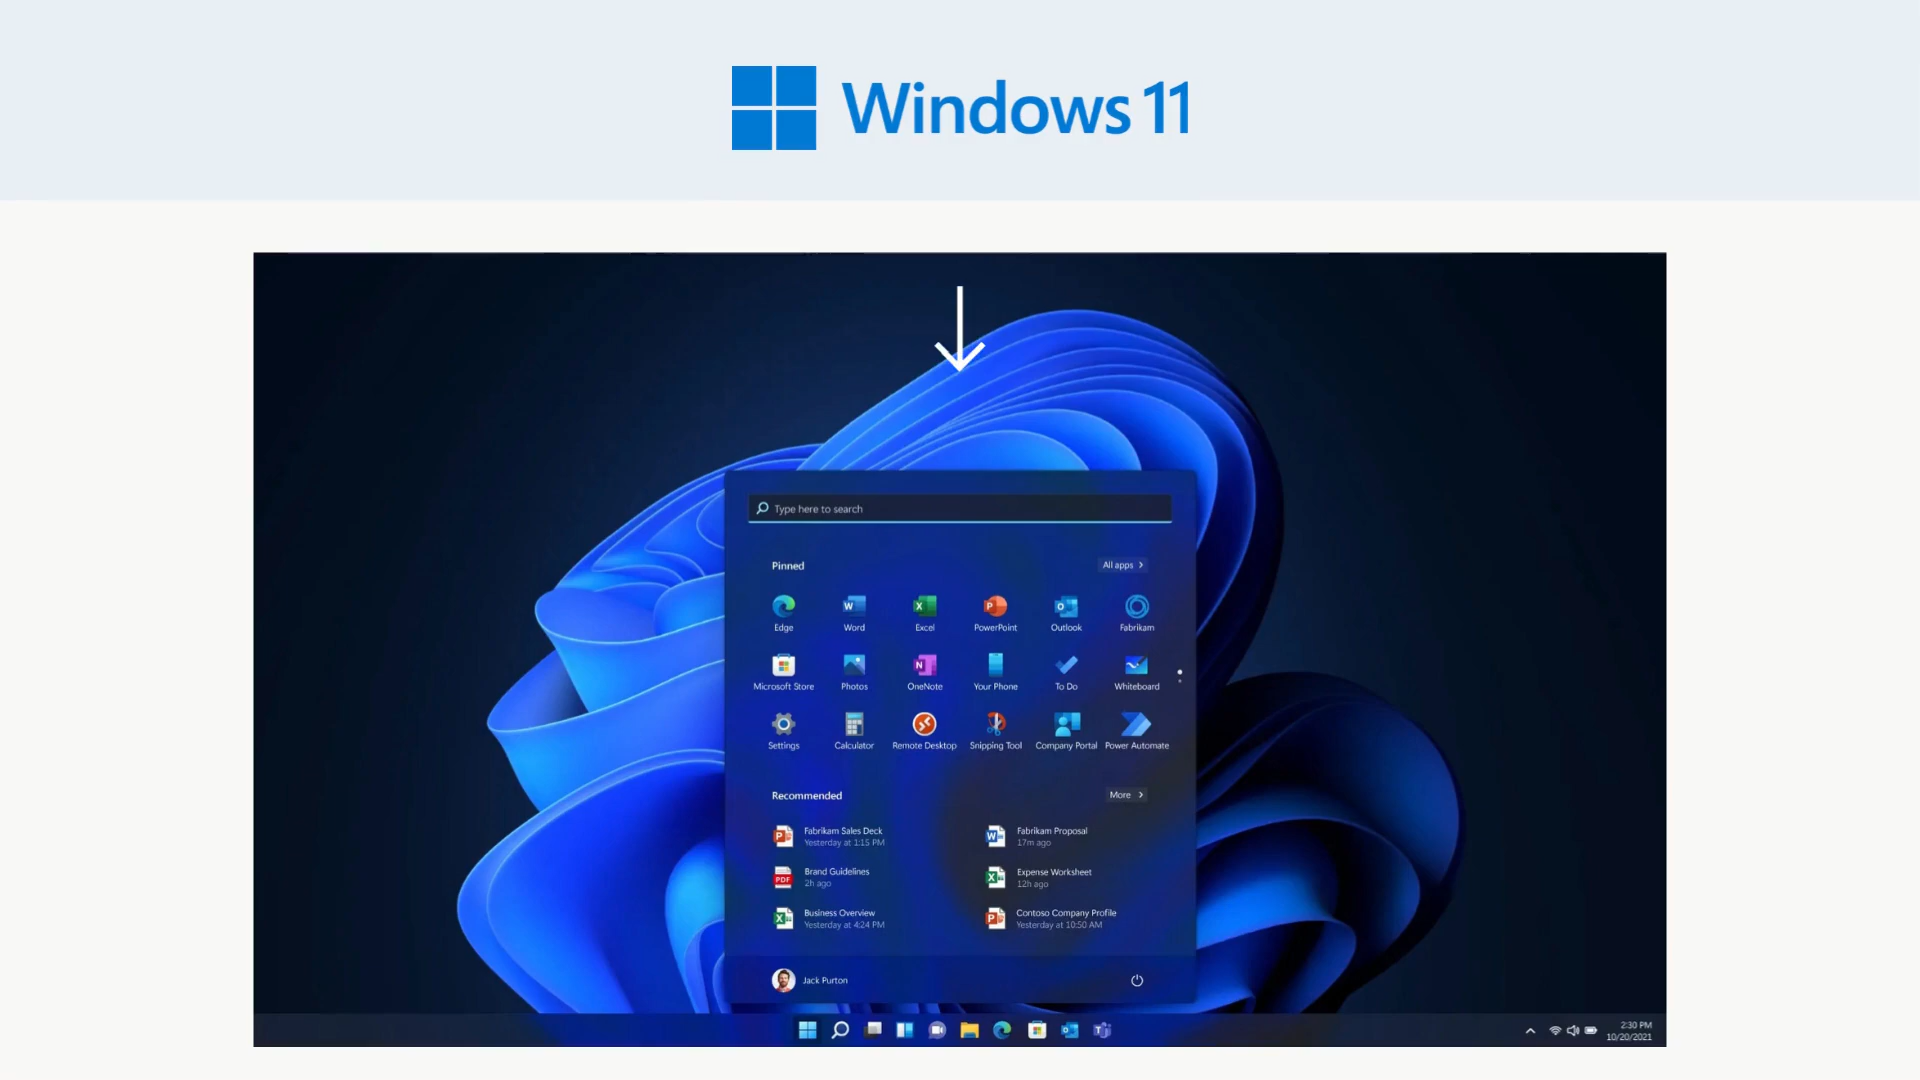 Windows 11
Type here to search
Pinned
All apps >
Edge
Word
Excel
PowerPoint
Outlook
Fabrikam
Microsoft Store
Photos
OneNote
Your Phone
To Do
Whiteboard
Settings
Calculator
Remote Desktop
Snipping Tool
Company Portal
Power Automate
Recommended
More >
Fabrikam Sales Deck
Yesterday at 1:15 PM
Fabrikam Proposal
17m ago
Brand Guidelines
2h ago
Expense Worksheet
12h ago
Business Overview
Yesterday at 4:24 PM
Contoso Company Profile
Yesterday at 10:50 AM
Jack Purton
2:30 PM
10/20/2021